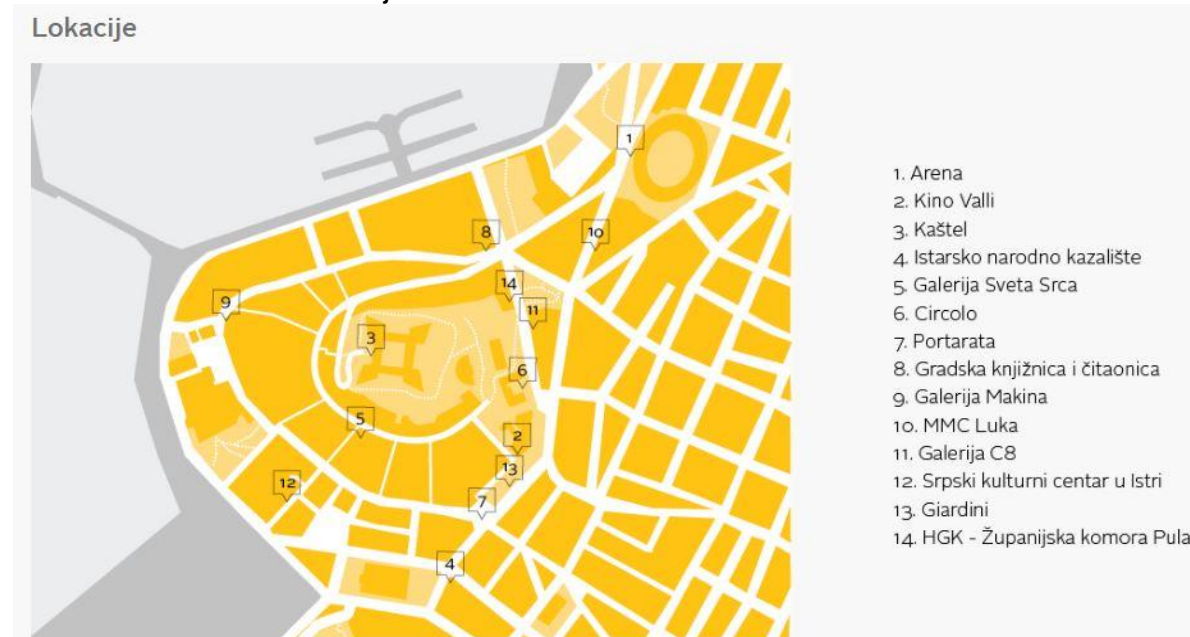 Lokacije
1
8
10
14
9
11
3
6
5
2
13
12
7
4
1. Arena
2. Kino Valli
3. Kaštel
4. Istarsko narodno kazalište
5. Galerija Sveta Srca
6. Circolo
7. Portarata
8. Gradska knjižnica i čitaonica
9. Galerija Makina
10. MMC Luka
11. Galerija C8
12. Srpski kulturni centar u Istri
13. Giardini
14. HGK - Županijska komora Pula